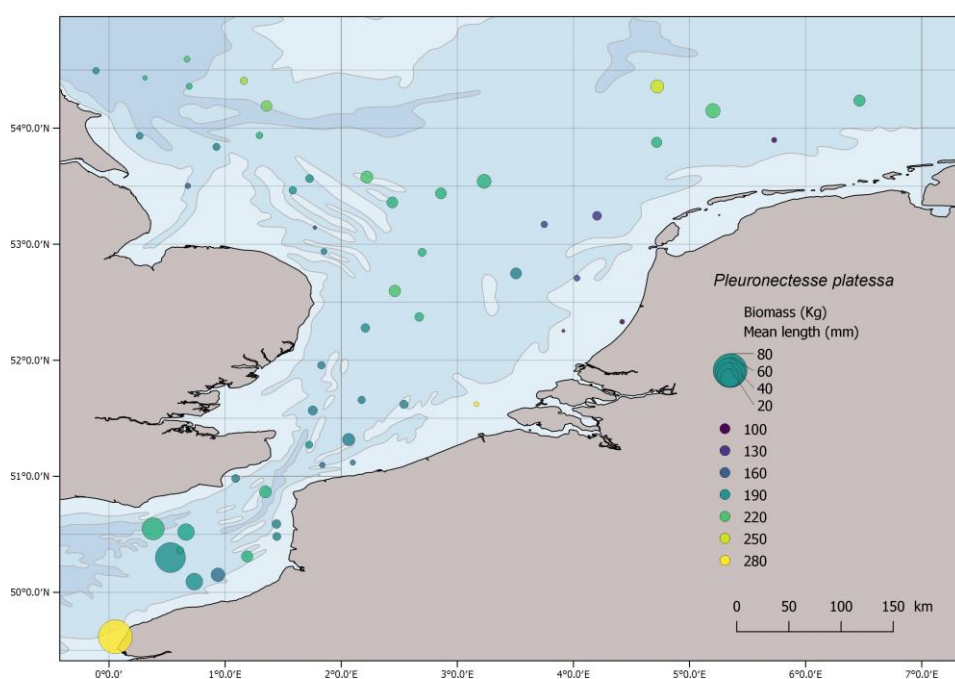 54°0.0'N
53°0.0'N
52°0.0'N
51°0.0'N
50°0.0'N
0°0.0'
1°0.0'E
2°0.0'E
3°0.0'E
4°0.0'E
5°0.0'E
6°0.0'E
7°0.0'
Pleuronectesse platessa
Biomass (Kg)
Mean length (mm)
80
60
40
20
100
130
160
190
220
250
280
0 50 100 150 km